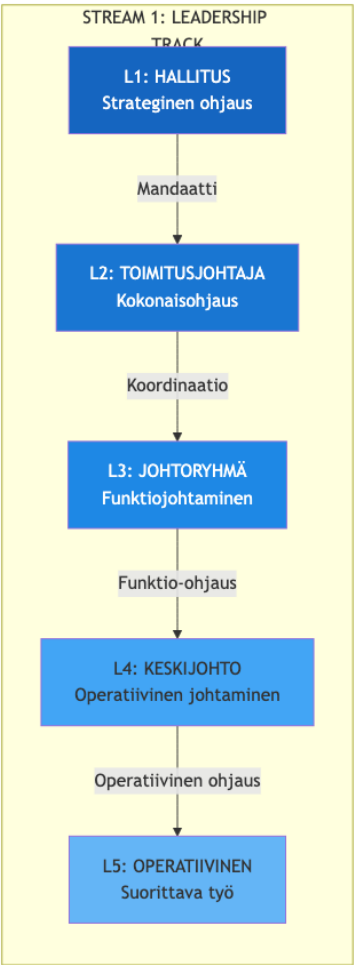 STREAM 1: LEADERSHIP
TRACK
L1: HALLITUS
Strateginen ohjaus
Mandaatti
L2: TOIMITUSJOHTAJA
Kokonaisohjaus
Koordinaatio
L3: JOHTORYHMÄ
Funktiojohtaminen
Funktio-ohjaus
L4: KESKIJOHTO
Operatiivinen johtaminen
Operatiivinen ohjaus
L5: OPERATIIVINEN
Suorittava työ